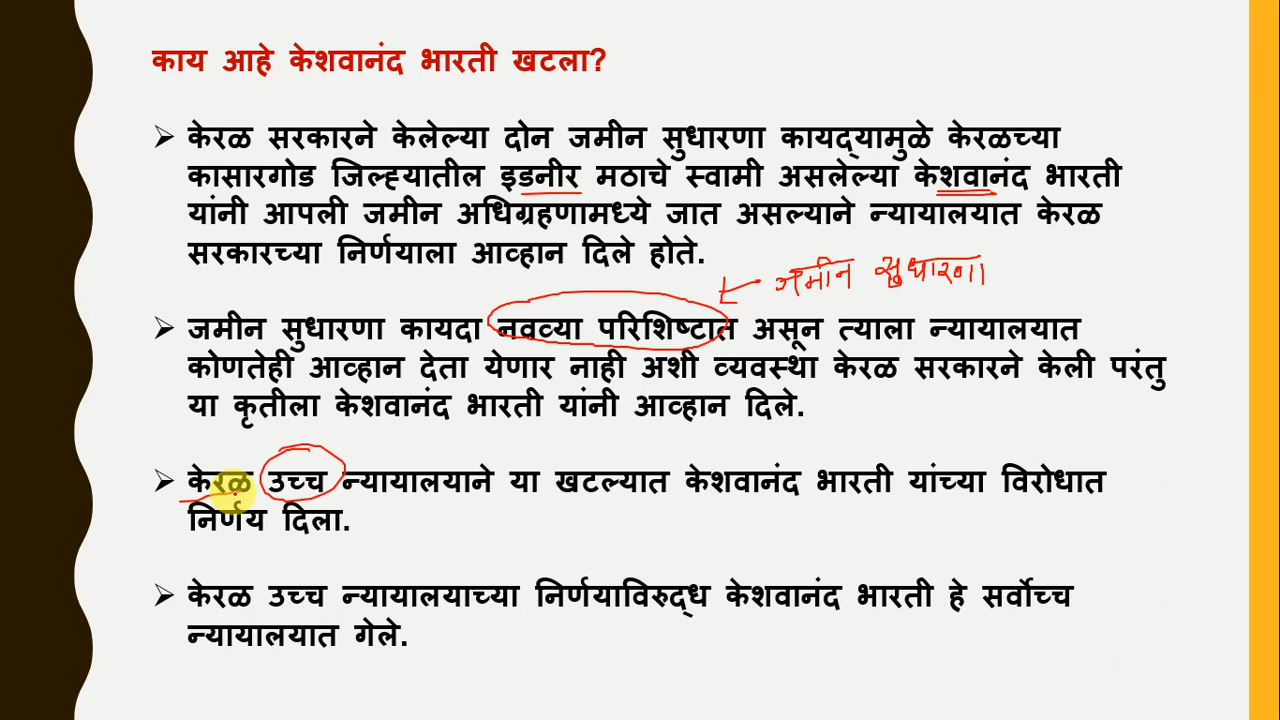 काय आहे केशवानंद भारती खटला?
➢ केरळ सरकारने केलेल्या दोन जमीन सुधारणा कायद्यामुळे केरळच्या
कासारगोड जिल्ह्यातील इडनीर मठाचे स्वामी असलेल्या केशवानंद भारती
यांनी आपली जमीन अधिग्रहणामध्ये जात असल्याने न्यायालयात केरळ
सरकारच्या निर्णयाला आव्हान दिले होते.
जमीन सुधारणा
➢ जमीन सुधारणा कायदा नवव्या परिशिष्टात असून त्याला न्यायालयात
कोणतेही आव्हान देता येणार नाही अशी व्यवस्था केरळ सरकारने केली परंतु
या कृतीला केशवानंद भारती यांनी आव्हान दिले.
➢ केरळ उच्च न्यायालयाने या खटल्यात केशवानंद भारती यांच्या विरोधात
निर्णय दिला.
➢ केरळ उच्च न्यायालयाच्या निर्णयाविरुद्ध केशवानंद भारती हे सर्वोच्च
न्यायालयात गेले.